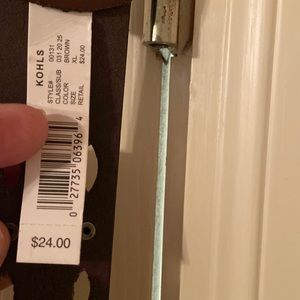 KOHLS
STYLE# 00131
CLASS/SUB 031 20 25
COLOR BROWN
SIZE XL
RETAIL $24.00
0 27735 06396 4
$24.00